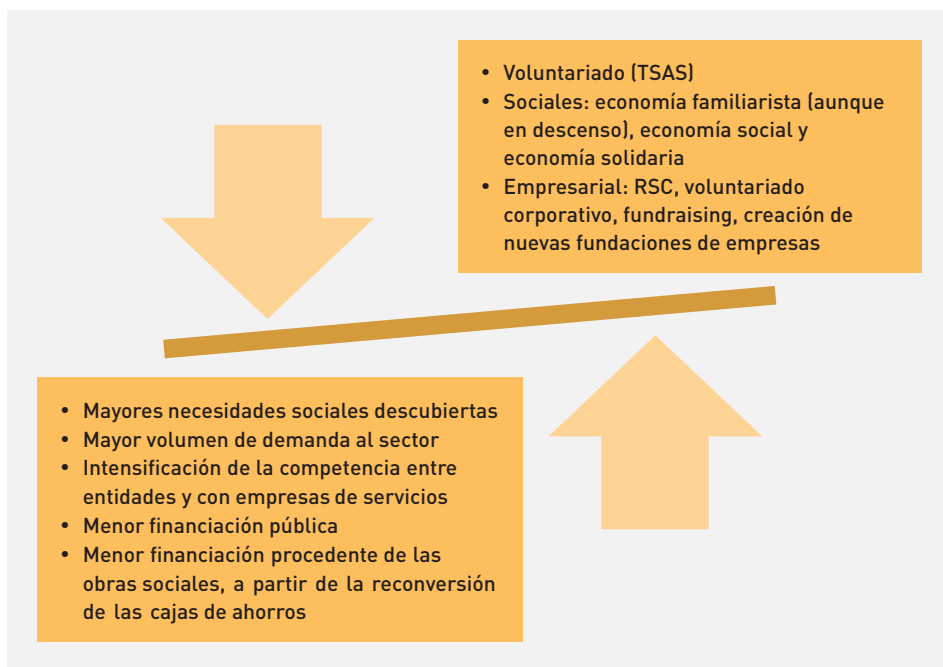 • Voluntariado (TSAS)
• Sociales: economía familiarista (aunque
en descenso), economía social y
economía solidaria
• Empresarial: RSC, voluntariado
corporativo, fundraising, creación de
nuevas fundaciones de empresas
• Mayores necesidades sociales descubiertas
• Mayor volumen de demanda al sector
• Intensificación de la competencia entre
entidades y con empresas de servicios
• Menor financiación pública
• Menor financiación procedente de las
obras sociales, a partir de la reconversión
de las cajas de ahorros